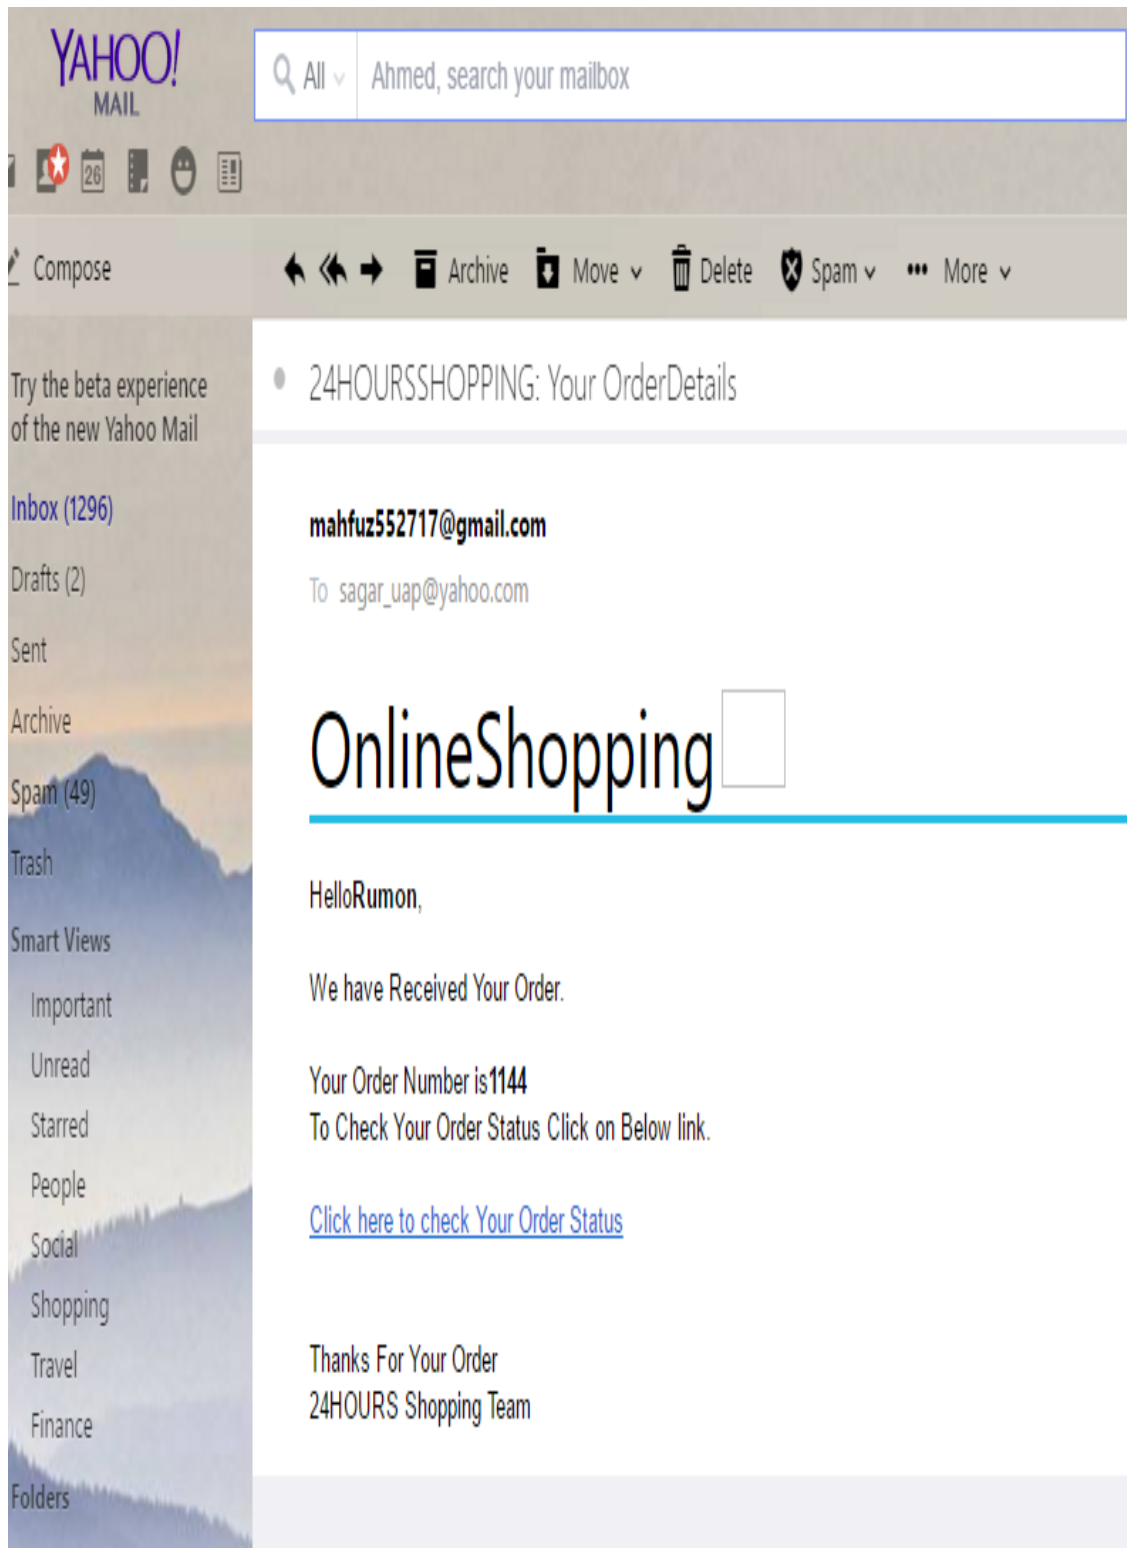 YAHOO!
MAIL
All
Ahmed, search your mailbox
26
Compose
Archive
Move
Delete
Spam
More
Try the beta experience
of the new Yahoo Mail
Inbox (1296)
Drafts (2)
Sent
Archive
Spam (49)
Trash
Smart Views
Important
Unread
Starred
People
Social
Shopping
Travel
Finance
Folders
24HOURSSHOPPING: Your OrderDetails
mahfuz552717@gmail.com
To sagar_uap@yahoo.com
OnlineShopping
HelloRumon,
We have Received Your Order.
Your Order Number is1144
To Check Your Order Status Click on Below link.
Click here to check Your Order Status
Thanks For Your Order
24HOURS Shopping Team